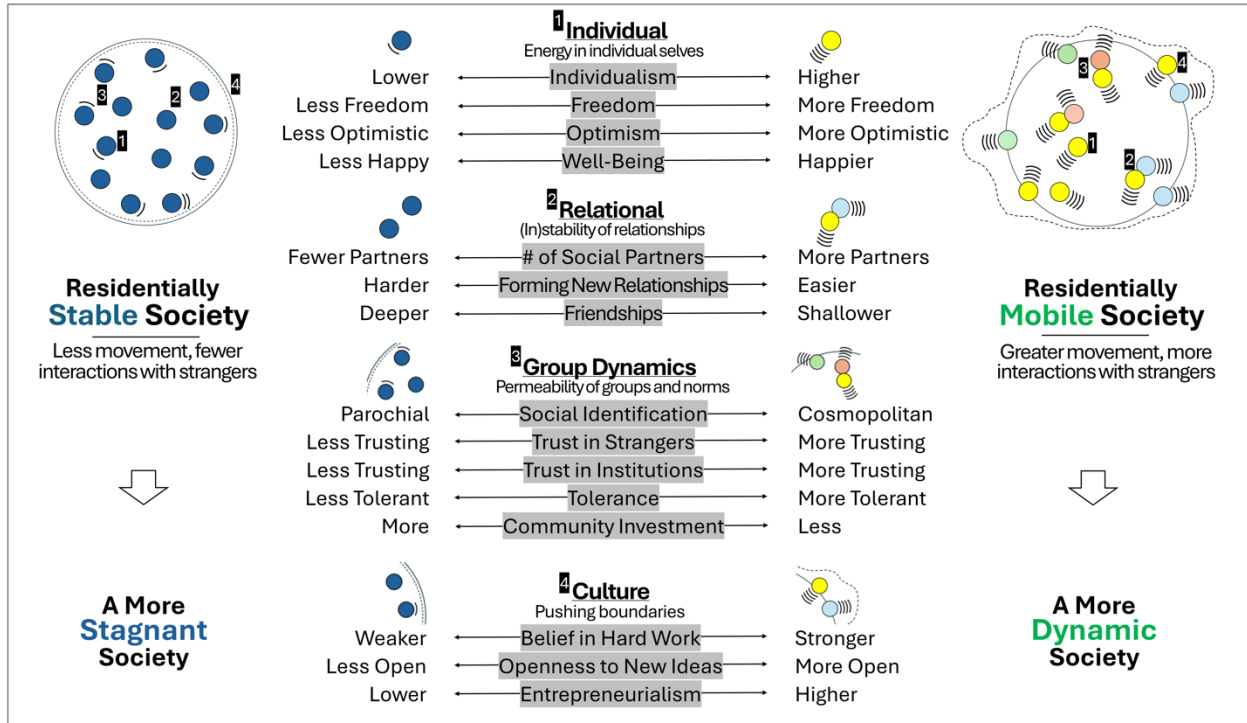 1 Individual
Energy in individual selves
Lower Individualism Higher
Less Freedom Freedom More Freedom
Less Optimistic Optimism More Optimistic
Less Happy Well-Being Happier
3
2
4
1
3
4
1
2
2 Relational
(In)stability of relationships
Fewer Partners # of Social Partners More Partners
Harder Forming New Relationships Easier
Deeper Friendships Shallower
Residentially
Stable Society
Less movement, fewer
interactions with strangers
Residentially
Mobile Society
Greater movement, more
interactions with strangers
3 Group Dynamics
Permeability of groups and norms
Parochial Social Identification Cosmopolitan
Less Trusting Trust in Strangers More Trusting
Less Trusting Trust in Institutions More Trusting
Less Tolerant Tolerance More Tolerant
More Community Investment Less
4 Culture
Pushing boundaries
Weaker Belief in Hard Work Stronger
Less Open Openness to New Ideas More Open
Lower Entrepreneurialism Higher
A More
Stagnant
Society
A More
Dynamic
Society